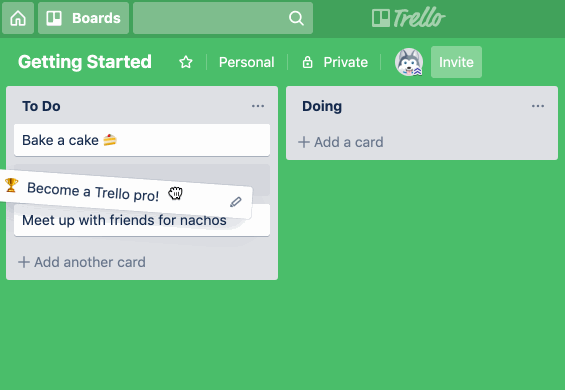 Boards
Trello
Getting Started
Personal
Private
Invite
To Do
Doing
Bake a cake 🍰
+ Add a card
🏆 Become a Trello pro!
Meet up with friends for nachos
+ Add another card